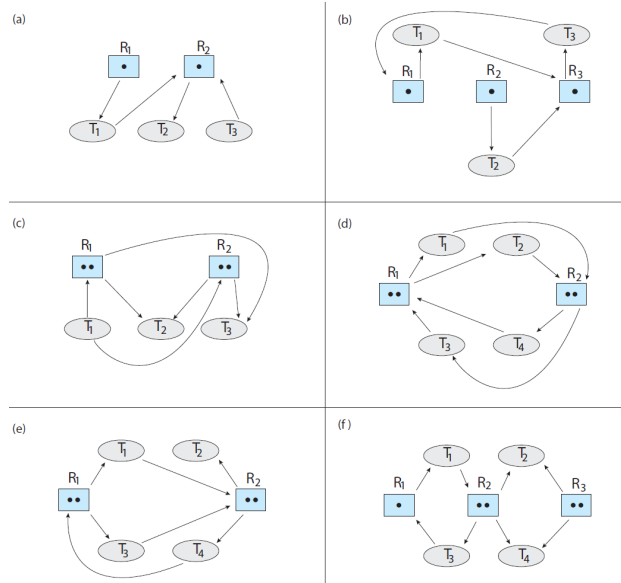 (a)
R1 R2
T1 T2 T3
(b)
T1 T3
R1 R2 R3
T2
(c)
R1 R2
T1 T2 T3
(d)
T1 T2
R1 R2
T3 T4
(e)
T1 T2
R1 R2
T3 T4
(f)
T1 T2
R1 R2 R3
T3 T4